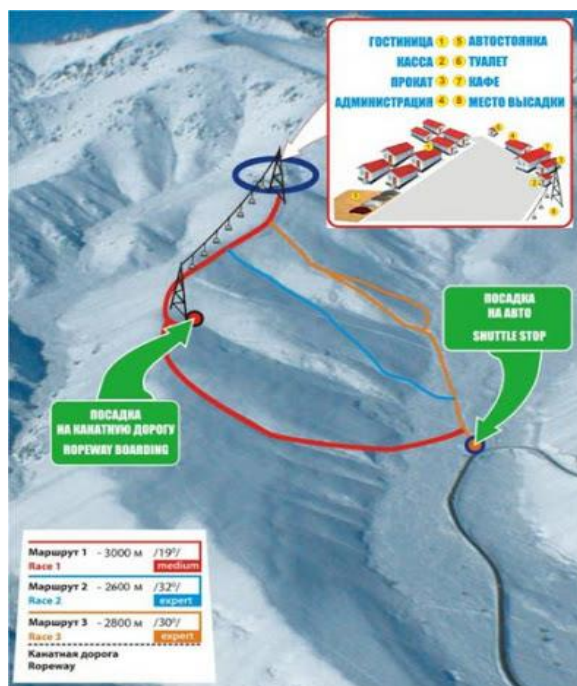 ГОСТИНИЦА 1 5 АВТОСТОЯНКА
КАССА 2 6 ТУАЛЕТ
ПРОКАТ 3 7 КАФЕ
АДМИНИСТРАЦИЯ 4 8 МЕСТО ВЫСАДКИ
ПОСАДКА
НА АВТО
SHUTTLE STOP
ПОСАДКА
НА КАНАТНУЮ ДОРОГУ
ROPEWAY BOARDING
Маршрут 1 - 3000 м /19°/
Race 1 medium
Маршрут 2 - 2600 м /32°/
Race 2 expert
Маршрут 3 - 2800 м /30°/
Race 3 expert
Канатная дорога
Ropeway